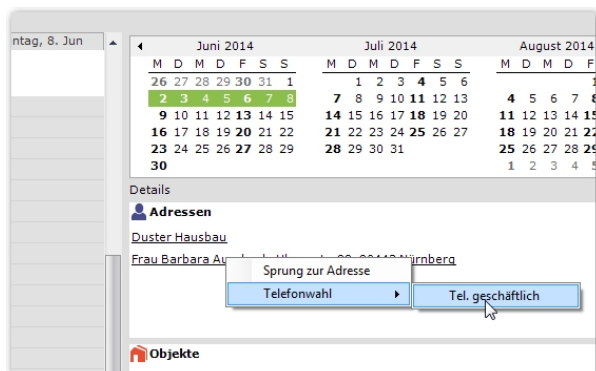 ntag, 8. Jun
Juni 2014 Juli 2014 August 2014
M D M D F S S M D M D F S S M D M D F
26 27 28 29 30 31 1 1 2 3 4 5 6 1
2 3 4 5 6 7 8 7 8 9 10 11 12 13 4 5 6 7 8
9 10 11 12 13 14 15 14 15 16 17 18 19 20 11 12 13 14 15
16 17 18 19 20 21 22 21 22 23 24 25 26 27 18 19 20 21 22
23 24 25 26 27 28 29 28 29 30 31 25 26 27 28 29
30 1 2 3 4 5
Details
Adressen
Duster Hausbau
Frau Barbara Nürnberg
Sprung zur Adresse
Telefonwahl Tel. geschäftlich
Objekte